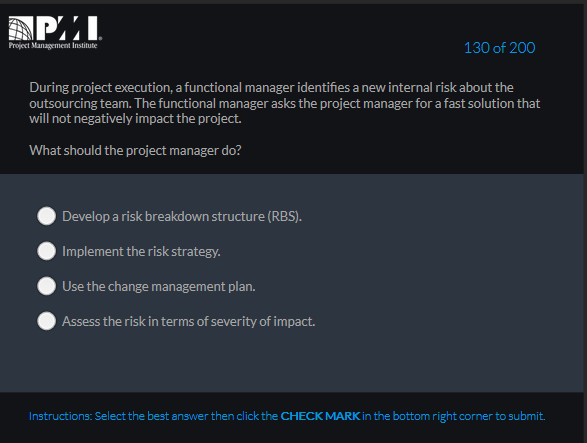 PMI.
Project Management Institute
130 of 200
During project execution, a functional manager identifies a new internal risk about the
outsourcing team. The functional manager asks the project manager for a fast solution that
will not negatively impact the project.
What should the project manager do?
Develop a risk breakdown structure (RBS).
Implement the risk strategy.
Use the change management plan.
Assess the risk in terms of severity of impact.
Instructions: Select the best answer then click the CHECK MARK in the bottom right corner to submit.